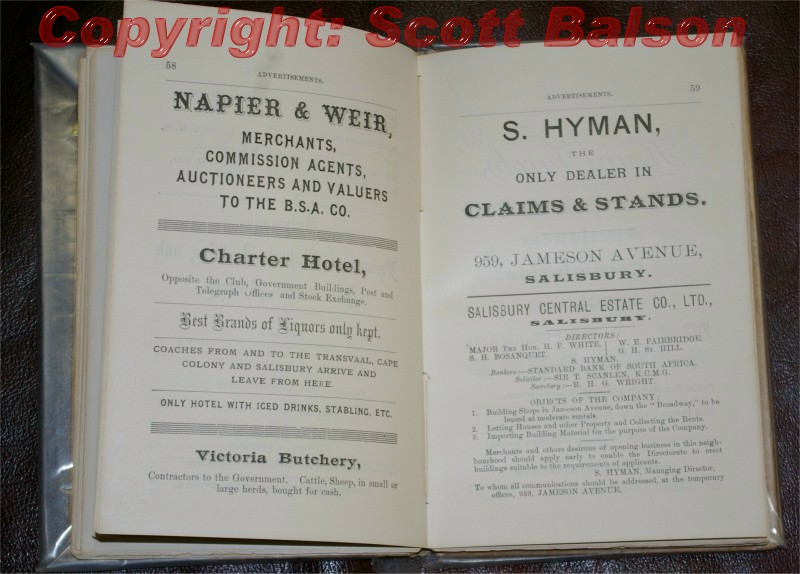 Copyright: Scott Balson
58
ADVERTISEMENTS.
NAPIER & WEIR,
MERCHANTS,
COMMISSION AGENTS,
AUCTIONEERS AND VALUERS
TO THE B.S.A. CO.
Charter Hotel,
Opposite the Club, Government Buildings, Post and
Telegraph Offices and Stock Exchange.
Best Brands of Liquors only kept.
COACHES FROM AND TO THE TRANSVAAL, CAPE
COLONY AND SALISBURY ARRIVE AND
LEAVE FROM HERE.
ONLY HOTEL WITH ICED DRINKS, STABLING, ETC.
Victoria Butchery,
Contractors to the Government. Cattle, Sheep, in small or
large herds, bought for cash.
ADVERTISEMENTS.
59
S. HYMAN,
THE
ONLY DEALER IN
CLAIMS & STANDS.
959, JAMESON AVENUE,
SALISBURY.
SALISBURY CENTRAL ESTATE CO., LTD.,
SALISBURY.
DIRECTORS:
MAJOR THE HON. H. F. WHITE. W. E. FAIRBRIDGE.
S. H. BOSANQUET. G. H. St. HILL.
S. HYMAN.
Bankers:—STANDARD BANK OF SOUTH AFRICA.
Solicitor:—SIR T. SCANLEN, K.C.M.G.
Secretary:—R. H. G. WRIGHT.
OBJECTS OF THE COMPANY:
1. Building Shops in Jameson Avenue, down the "Broadway," to be
leased at moderate rentals.
2. Letting Houses and other Property and Collecting the Rents.
3. Importing Building Material for the purpose of the Company.
Merchants and others desirous of opening business in this neigh-
bourhood should apply early to enable the Directorate to erect
buildings suitable to the requirements of applicants.
S. HYMAN, Managing Director,
To whom all communications should be addressed, at the temporary
offices, 959, JAMESON AVENUE.